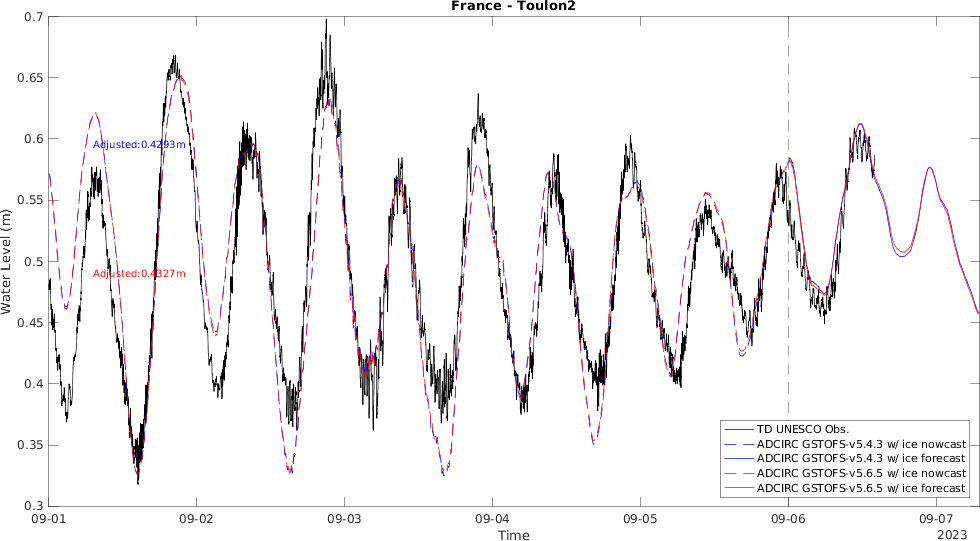 France - Toulon2
0.7
0.65
0.6
0.55
0.5
0.45
0.4
0.35
0.3
Water Level (m)
Adjusted:0.4293m
Adjusted:0.4327m
TD UNESCO Obs.
ADCIRC GSTOFS-v5.4.3 w/ ice nowcast
ADCIRC GSTOFS-v5.4.3 w/ ice forecast
ADCIRC GSTOFS-v5.6.5 w/ ice nowcast
ADCIRC GSTOFS-v5.6.5 w/ ice forecast
09-01 09-02 09-03 09-04 09-05 09-06 09-07
Time
2023